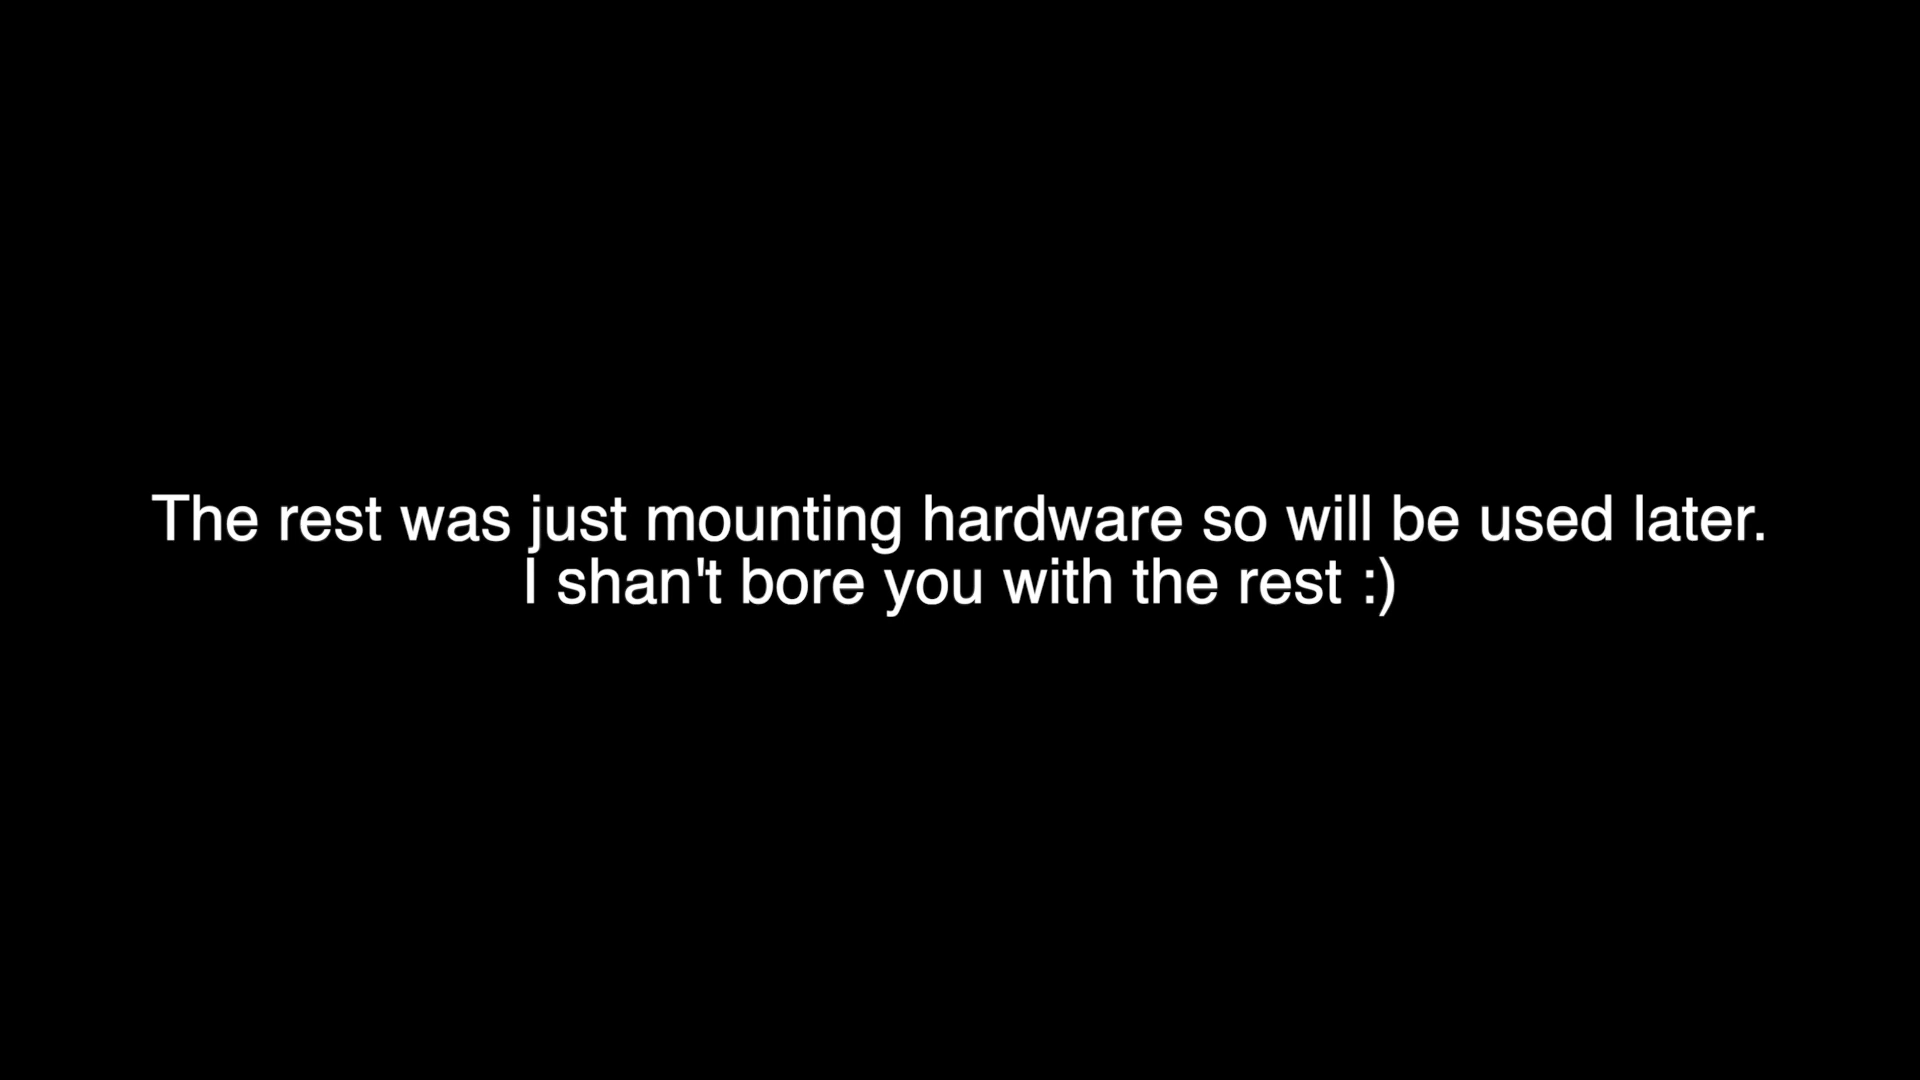 The rest was just mounting hardware so will be used later.
I shan't bore you with the rest :)